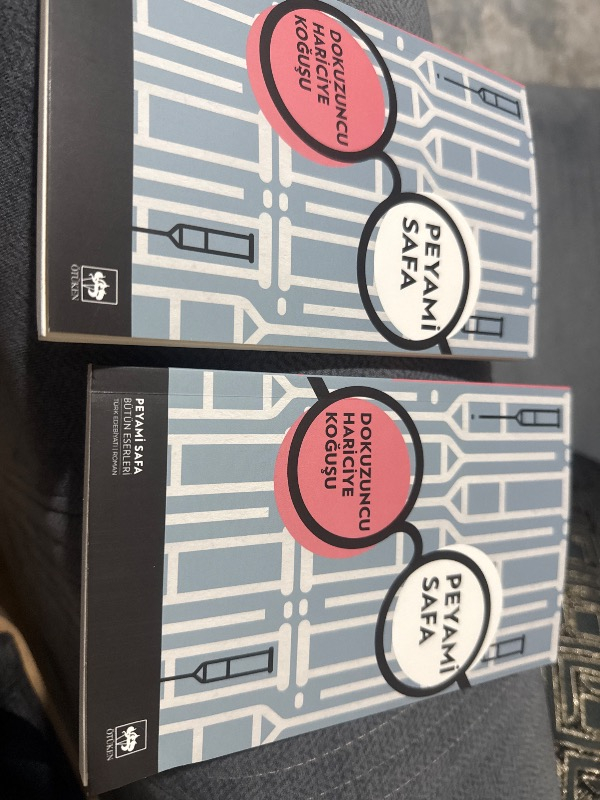 DOKUZUNCU
HARİCİYE
KOĞUŞU
PEYAMİ
SAFA
ÖTÜKEN
PEYAMİ SAFA
BÜTÜN ESERLERİ
TÜRK EDEBİYATI | ROMAN
DOKUZUNCU
HARİCİYE
KOĞUŞU
PEYAMİ
SAFA
ÖTÜKEN